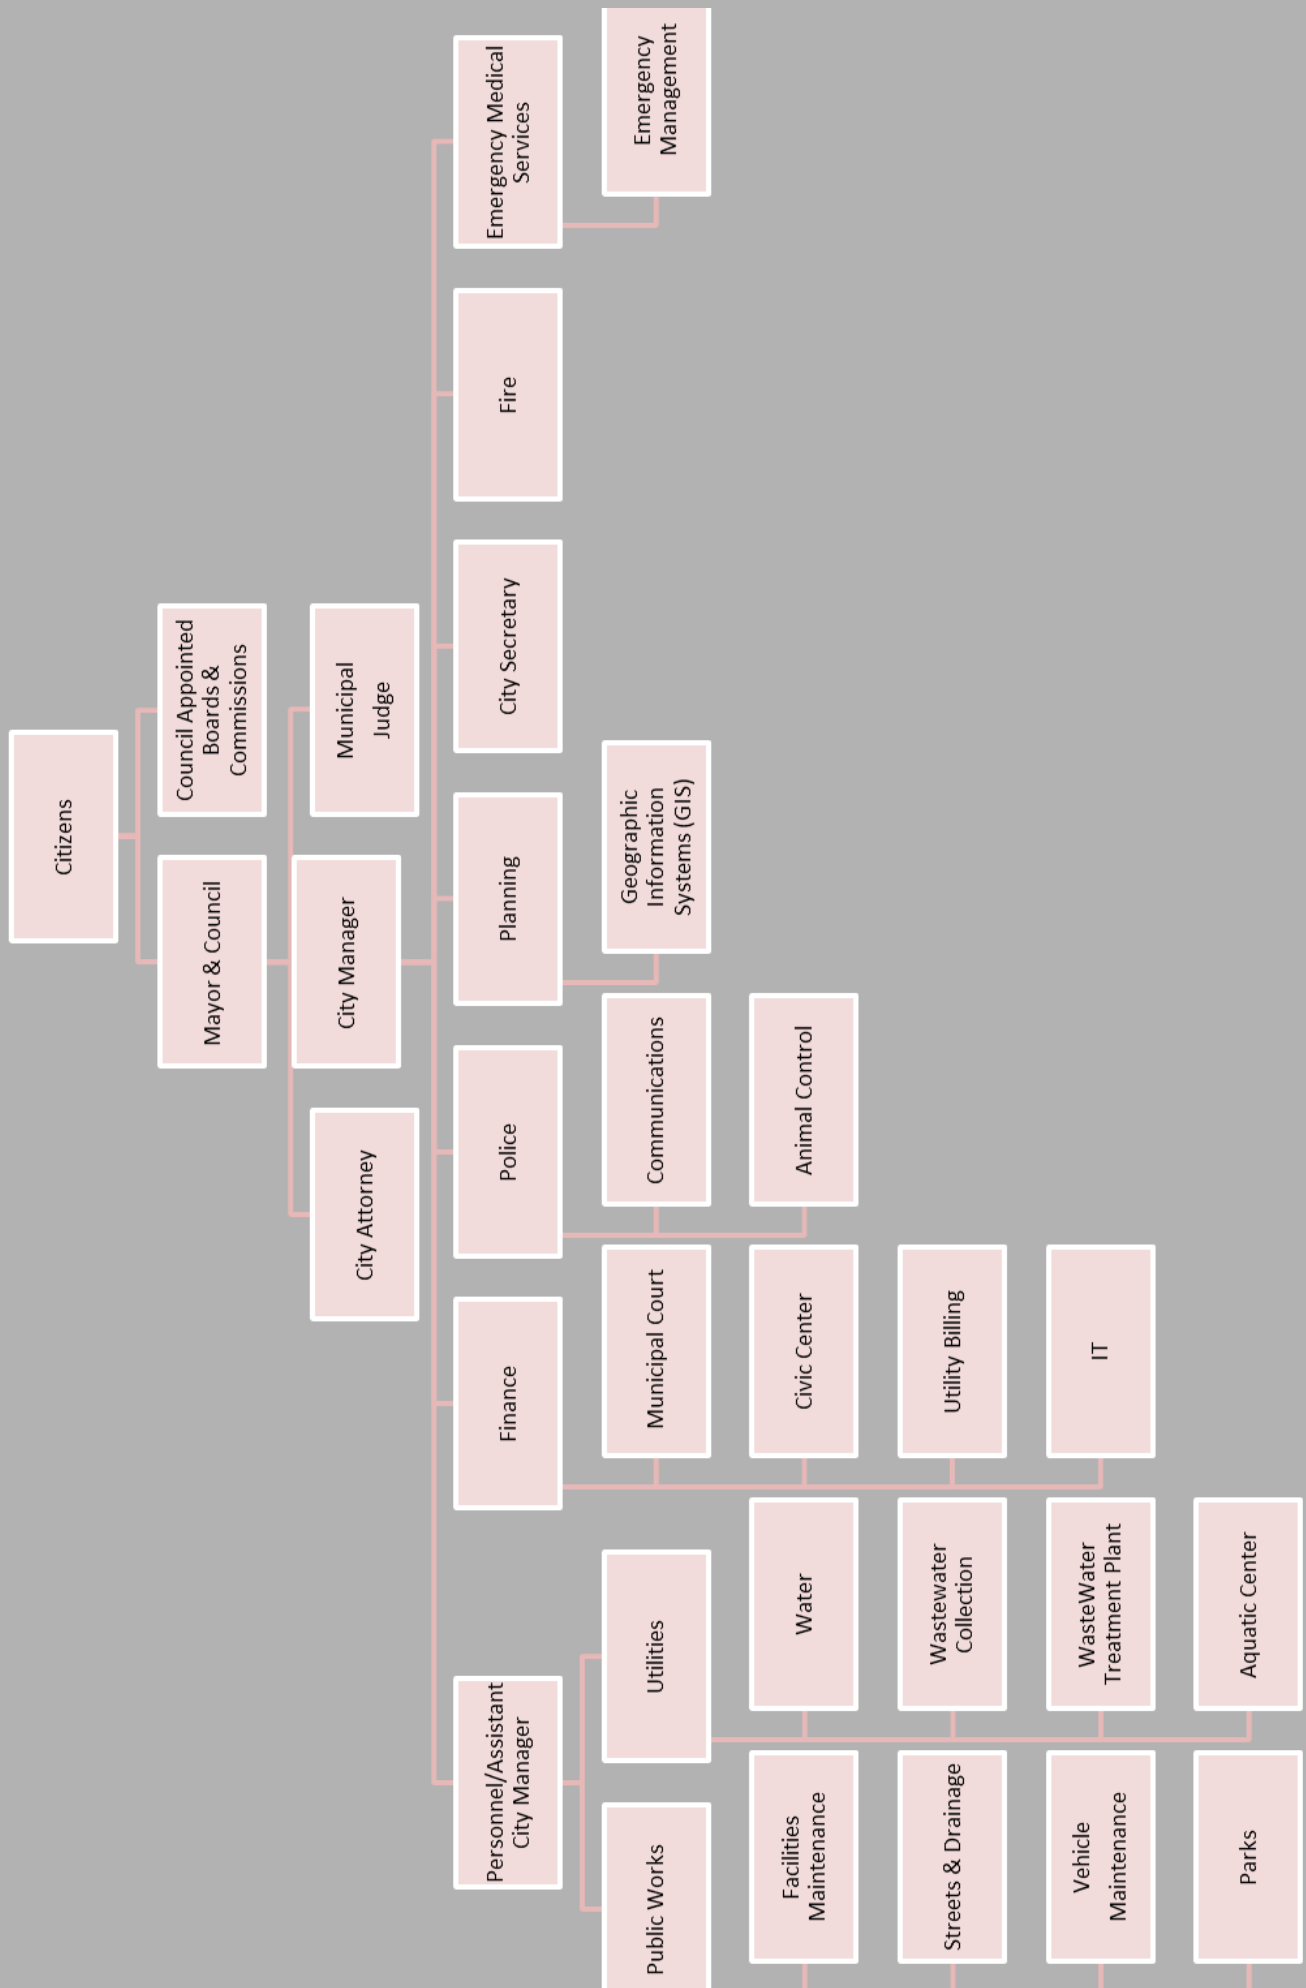 Citizens
Mayor & Council
Council Appointed
Boards &
Commissions
City Attorney
City Manager
Municipal
Judge
Personnel/Assistant
City Manager
Finance
Police
Planning
City Secretary
Fire
Emergency Medical
Services
Public Works
Utilities
Municipal Court
Communications
Geographic
Information
Systems (GIS)
Emergency
Management
Facilities
Maintenance
Water
Civic Center
Animal Control
Streets & Drainage
Wastewater
Collection
Utility Billing
Vehicle
Maintenance
WasteWater
Treatment Plant
IT
Parks
Aquatic Center